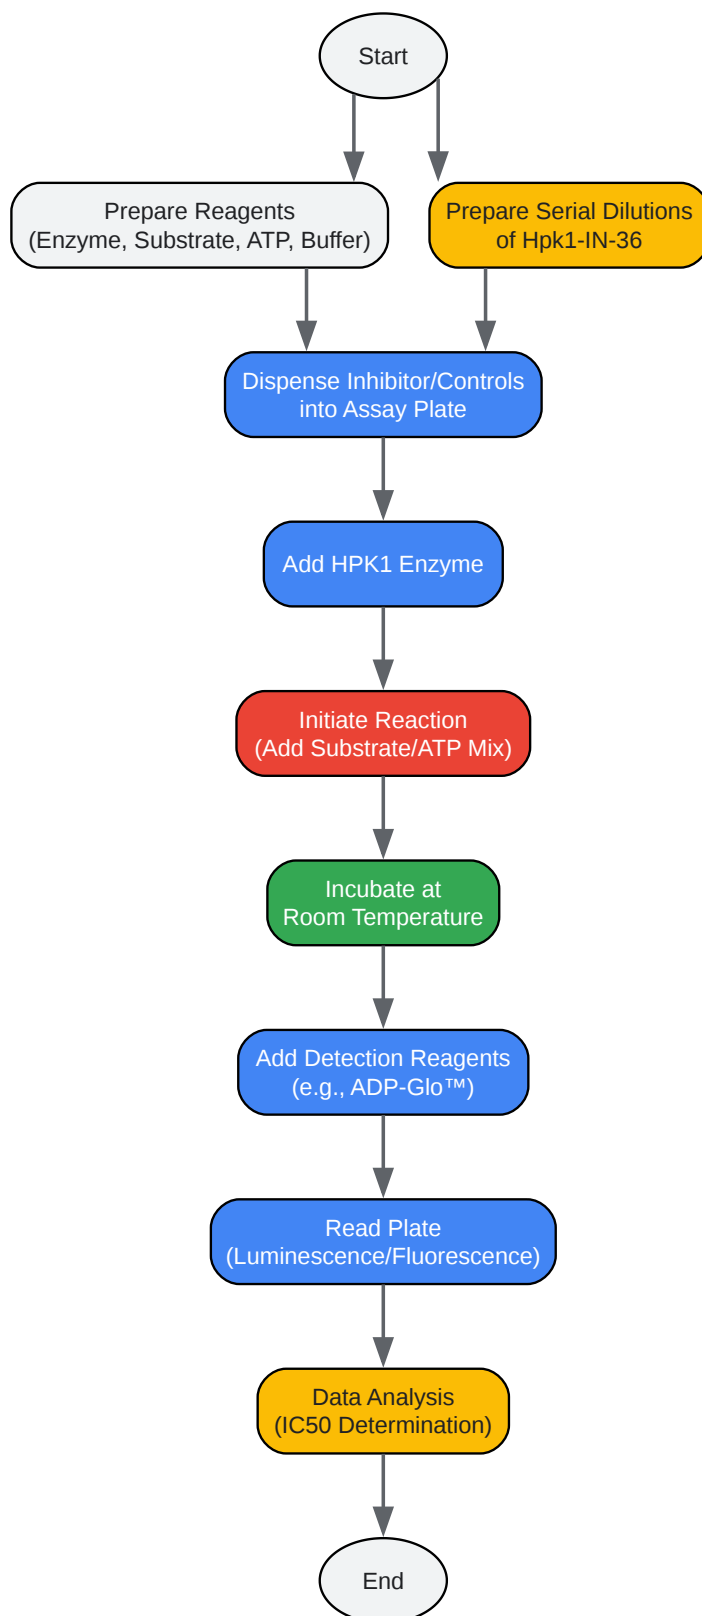 Start
Prepare Reagents
(Enzyme, Substrate, ATP, Buffer)
Prepare Serial Dilutions
of Hpk1-IN-36
Dispense Inhibitor/Controls
into Assay Plate
Add HPK1 Enzyme
Initiate Reaction
(Add Substrate/ATP Mix)
Incubate at
Room Temperature
Add Detection Reagents
(e.g., ADP-Glo™)
Read Plate
(Luminescence/Fluorescence)
Data Analysis
(IC50 Determination)
End